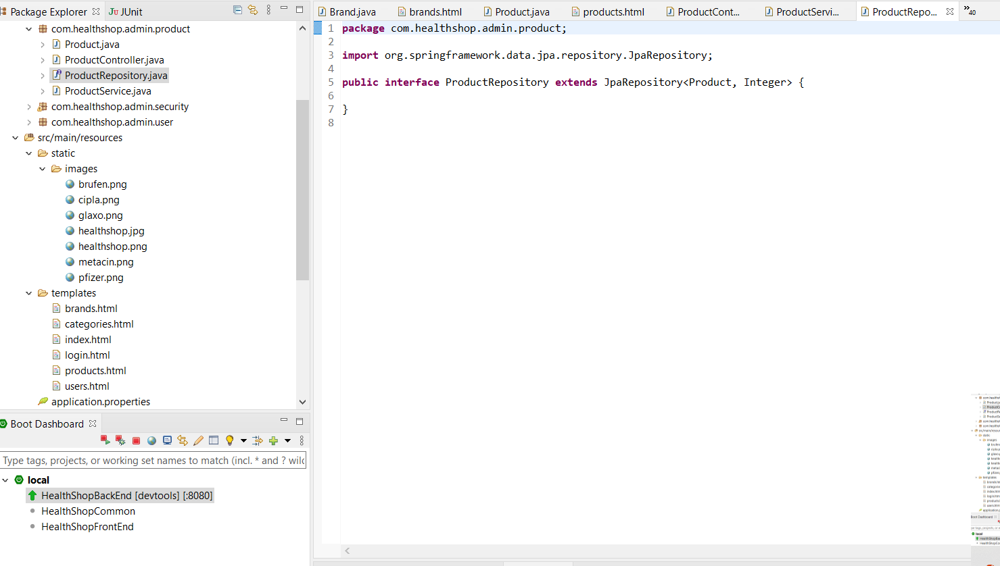 Package Explorer
JUnit
com.healthshop.admin.product
Product.java
ProductController.java
ProductRepository.java
ProductService.java
com.healthshop.admin.security
com.healthshop.admin.user
src/main/resources
static
images
brufen.png
cipla.png
glaxo.png
healthshop.jpg
healthshop.png
metacin.png
pfizer.png
templates
brands.html
categories.html
index.html
login.html
products.html
users.html
application.properties
Boot Dashboard
Type tags, projects, or working set names to match (incl. * and ? wild
local
HealthShopBackEnd [devtools] [:8080]
HealthShopCommon
HealthShopFrontEnd
Brand.java
brands.html
Product.java
products.html
ProductCont...
ProductServi...
ProductRepo...
»40
1 package com.healthshop.admin.product;
2
3 import org.springframework.data.jpa.repository.JpaRepository;
4
5 public interface ProductRepository extends JpaRepository<Product, Integer> {
6
7 }
8